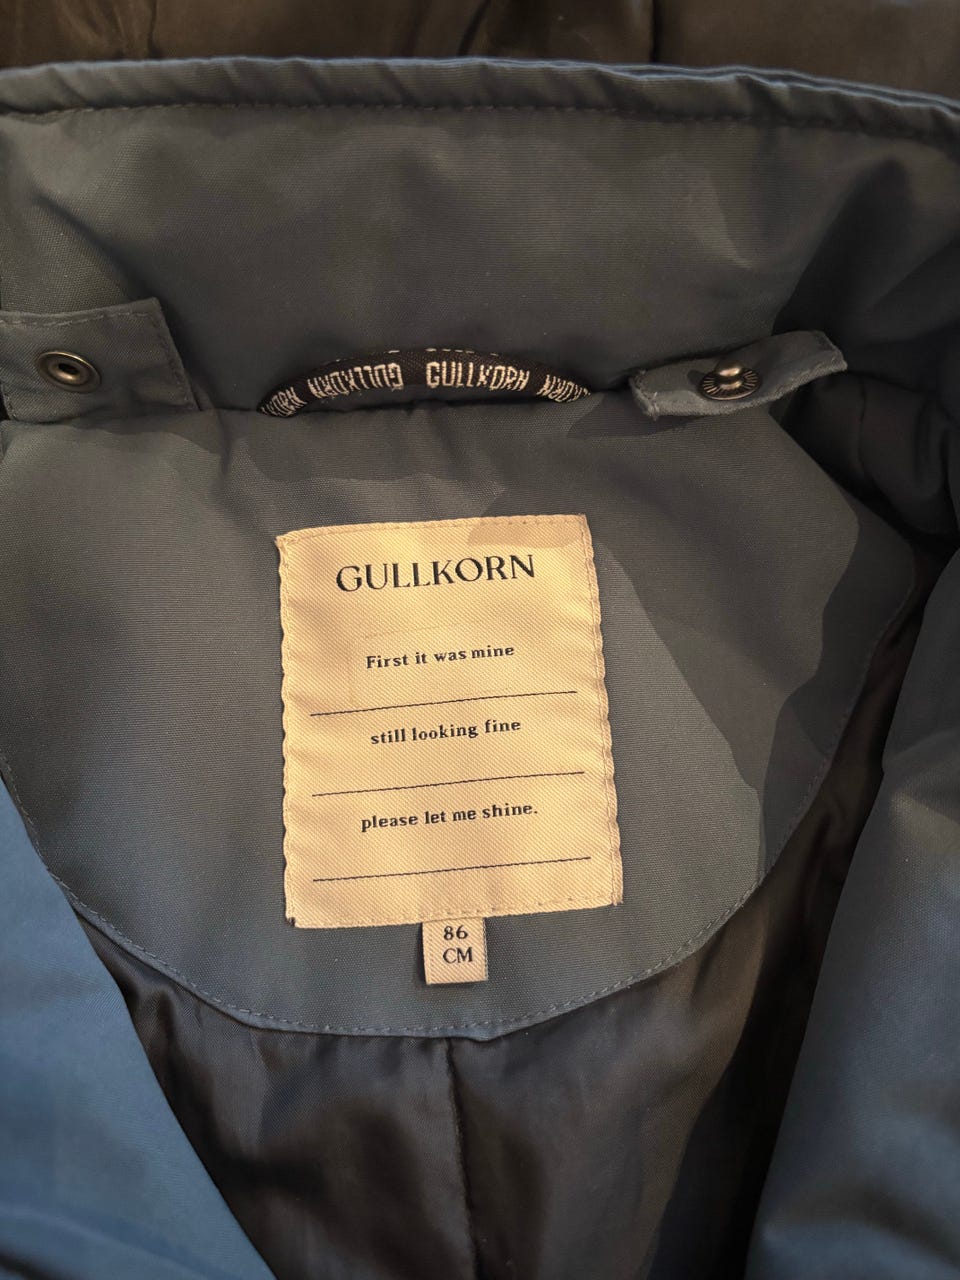 GULLKORN GULLKORN GULLKORN
GULLKORN
First it was mine
still looking fine
please let me shine.
86
CM